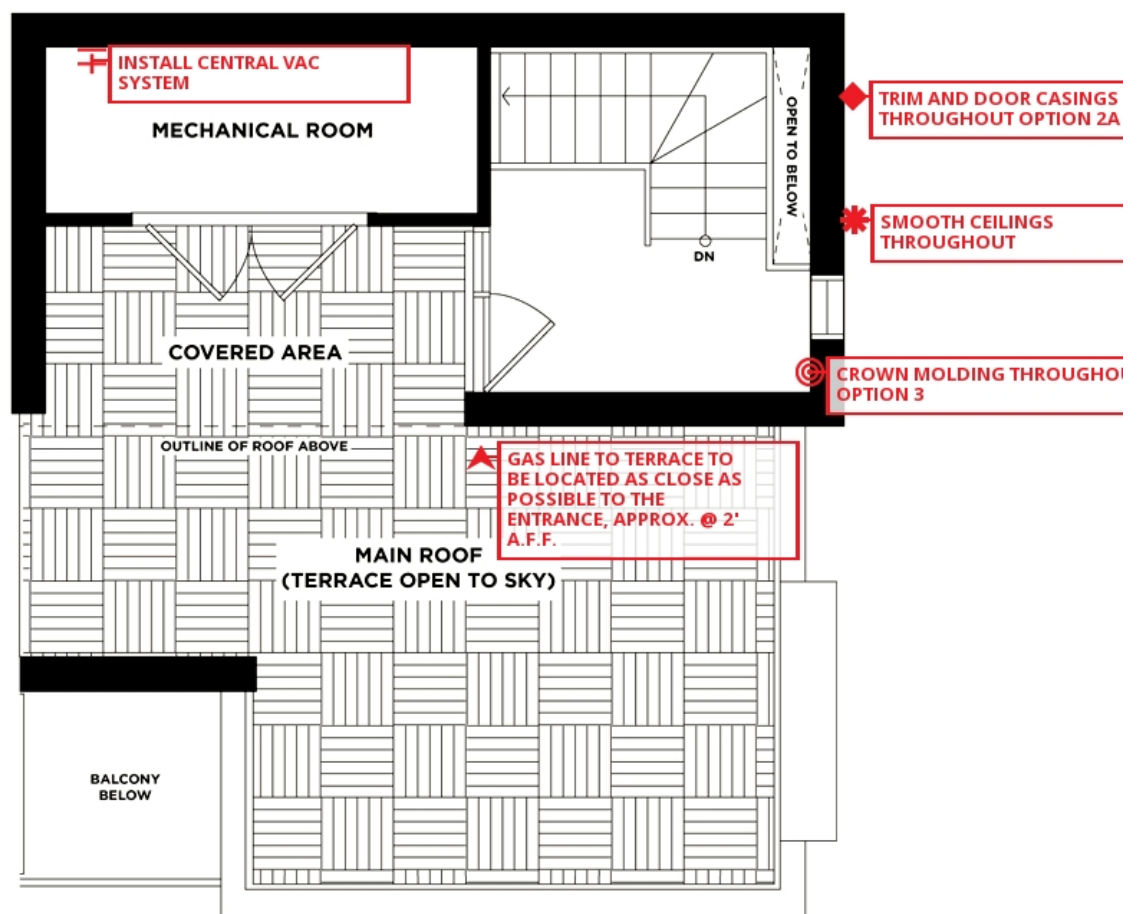 INSTALL CENTRAL VAC
SYSTEM
MECHANICAL ROOM
OPEN TO BELOW
DN
TRIM AND DOOR CASINGS
THROUGHOUT OPTION 2A
SMOOTH CEILINGS
THROUGHOUT
COVERED AREA
CROWN MOLDING THROUGHOU
OPTION 3
OUTLINE OF ROOF ABOVE
GAS LINE TO TERRACE TO
BE LOCATED AS CLOSE AS
POSSIBLE TO THE
ENTRANCE, APPROX. @ 2'
A.F.F.
MAIN ROOF
(TERRACE OPEN TO SKY)
BALCONY
BELOW